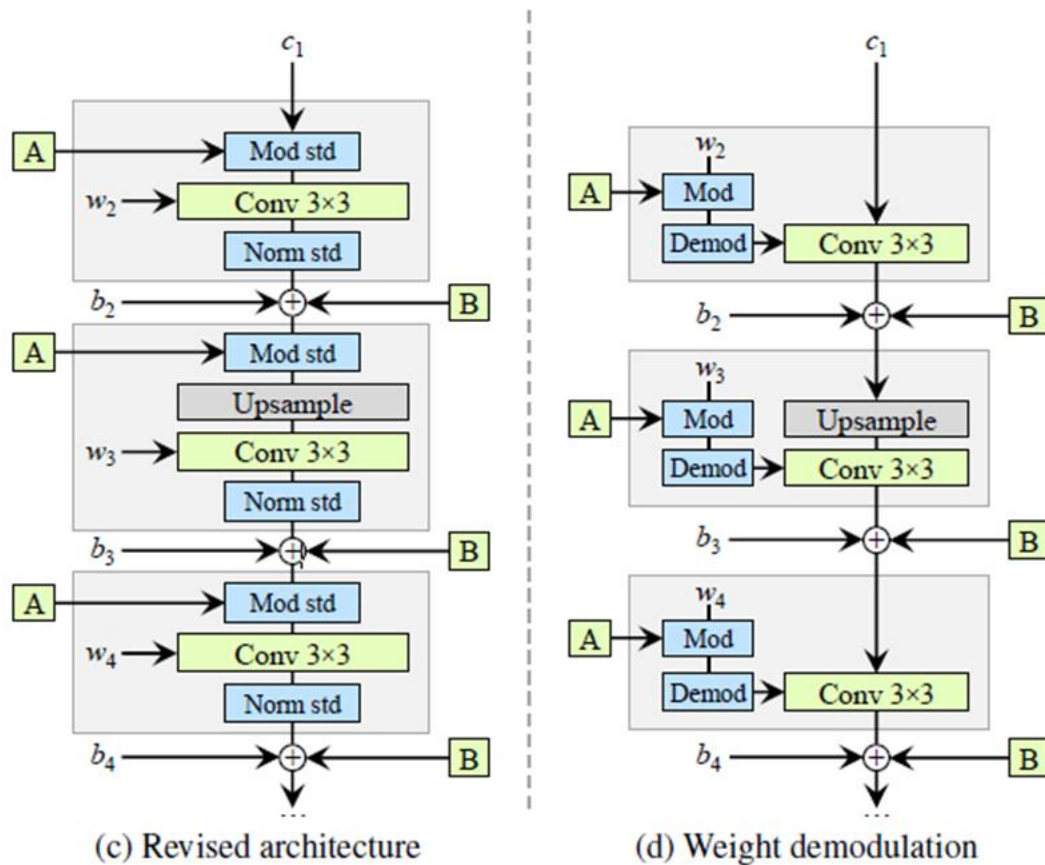 c1
A
Mod std
w2
Conv 3×3
Norm std
b2
+
B
A
Mod std
Upsample
w3
Conv 3×3
Norm std
b3
+
B
A
Mod std
w4
Conv 3×3
Norm std
b4
+
B
...
(c) Revised architecture
c1
w2
A
Mod
Demod
Conv 3×3
b2
+
B
w3
A
Mod
Upsample
Demod
Conv 3×3
b3
+
B
w4
A
Mod
Demod
Conv 3×3
b4
+
B
...
(d) Weight demodulation